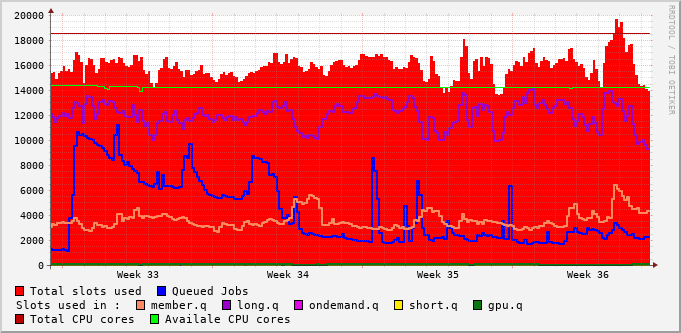 20000
18000
16000
14000
12000
10000
8000
6000
4000
2000
0
Week 33 Week 34 Week 35 Week 36
Total slots used Queued Jobs
Slots used in : member.q long.q ondemand.q short.q gpu.q
Total CPU cores Availale CPU cores
RRDTOOL / TOBI OETIKER